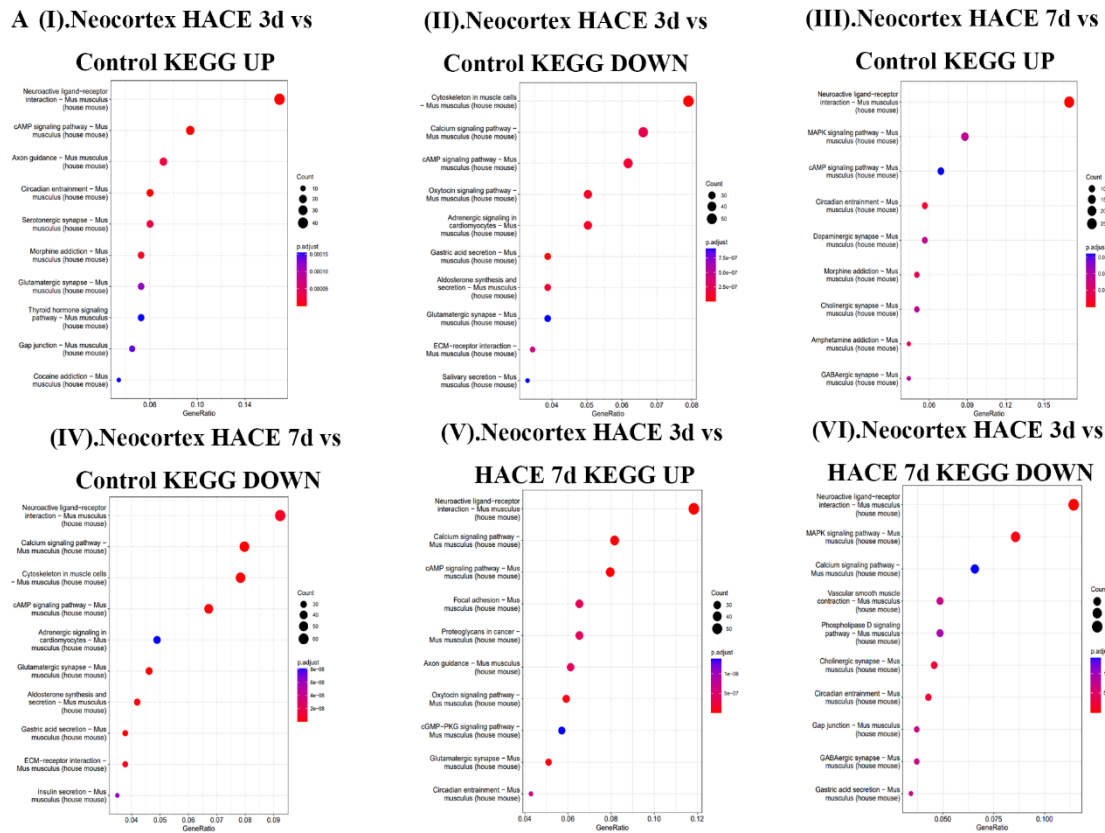 A (I).Neocortex HACE 3d vs
Control KEGG UP
Neuroactive ligand−receptor
interaction − Mus musculus
(house mouse)
cAMP signaling pathway − Mus
musculus (house mouse)
Axon guidance − Mus musculus
(house mouse)
Circadian entrainment − Mus
musculus (house mouse)
Serotonergic synapse − Mus
musculus (house mouse)
Morphine addiction − Mus
musculus (house mouse)
Glutamatergic synapse − Mus
musculus (house mouse)
Thyroid hormone signaling
pathway − Mus musculus
(house mouse)
Gap junction − Mus musculus
(house mouse)
Cocaine addiction − Mus
musculus (house mouse)
0.06 0.10 0.14
GeneRatio
Count
10
20
30
40
p.adjust
0.00015
0.00010
0.00005
(II).Neocortex HACE 3d vs
Control KEGG DOWN
Cytoskeleton in muscle cells
− Mus musculus (house
mouse)
Calcium signaling pathway −
Mus musculus (house mouse)
cAMP signaling pathway − Mus
musculus (house mouse)
Oxytocin signaling pathway −
Mus musculus (house mouse)
Adrenergic signaling in
cardiomyocytes − Mus
musculus (house mouse)
Gastric acid secretion − Mus
musculus (house mouse)
Aldosterone synthesis and
secretion − Mus musculus
(house mouse)
Glutamatergic synapse − Mus
musculus (house mouse)
ECM−receptor interaction −
Mus musculus (house mouse)
Salivary secretion − Mus
musculus (house mouse)
0.04 0.05 0.06 0.07 0.08
GeneRatio
Count
30
40
50
p.adjust
7.5e−07
5.0e−07
2.5e−07
(III).Neocortex HACE 7d vs
Control KEGG UP
Neuroactive ligand−receptor
interaction − Mus musculus
(house mouse)
MAPK signaling pathway − Mus
musculus (house mouse)
cAMP signaling pathway − Mus
musculus (house mouse)
Circadian entrainment − Mus
musculus (house mouse)
Dopaminergic synapse − Mus
musculus (house mouse)
Morphine addiction − Mus
musculus (house mouse)
Cholinergic synapse − Mus
musculus (house mouse)
Amphetamine addiction − Mus
musculus (house mouse)
GABAergic synapse − Mus
musculus (house mouse)
0.06 0.09 0.12 0.15
GeneRatio
Count
p.adjust
(IV).Neocortex HACE 7d vs
Control KEGG DOWN
Neuroactive ligand−receptor
interaction − Mus musculus
(house mouse)
Calcium signaling pathway −
Mus musculus (house mouse)
Cytoskeleton in muscle cells
− Mus musculus (house
mouse)
cAMP signaling pathway − Mus
musculus (house mouse)
Adrenergic signaling in
cardiomyocytes − Mus
musculus (house mouse)
Glutamatergic synapse − Mus
musculus (house mouse)
Aldosterone synthesis and
secretion − Mus musculus
(house mouse)
Gastric acid secretion − Mus
musculus (house mouse)
ECM−receptor interaction −
Mus musculus (house mouse)
Insulin secretion − Mus
musculus (house mouse)
0.04 0.05 0.06 0.07 0.08 0.09
GeneRatio
Count
30
40
50
60
p.adjust
(V).Neocortex HACE 3d vs
HACE 7d KEGG UP
Neuroactive ligand−receptor
interaction − Mus musculus
(house mouse)
Calcium signaling pathway −
Mus musculus (house mouse)
cAMP signaling pathway − Mus
musculus (house mouse)
Focal adhesion − Mus
musculus (house mouse)
Proteoglycans in cancer −
Mus musculus (house mouse)
Axon guidance − Mus musculus
(house mouse)
Oxytocin signaling pathway −
Mus musculus (house mouse)
cGMP−PKG signaling pathway −
Mus musculus (house mouse)
Glutamatergic synapse − Mus
musculus (house mouse)
Circadian entrainment − Mus
musculus (house mouse)
0.04 0.06 0.08 0.10 0.12
GeneRatio
Count
30
40
50
p.adjust
1e−06
5e−07
(VI).Neocortex HACE 3d vs
HACE 7d KEGG DOWN
Neuroactive ligand−receptor
interaction − Mus musculus
(house mouse)
MAPK signaling pathway − Mus
musculus (house mouse)
Calcium signaling pathway −
Mus musculus (house mouse)
Vascular smooth muscle
contraction − Mus musculus
(house mouse)
Phospholipase D signaling
pathway − Mus musculus
(house mouse)
Cholinergic synapse − Mus
musculus (house mouse)
Circadian entrainment − Mus
musculus (house mouse)
Gap junction − Mus musculus
(house mouse)
GABAergic synapse − Mus
musculus (house mouse)
Gastric acid secretion − Mus
musculus (house mouse)
0.050 0.075 0.100
GeneRatio
Count
p.adjust